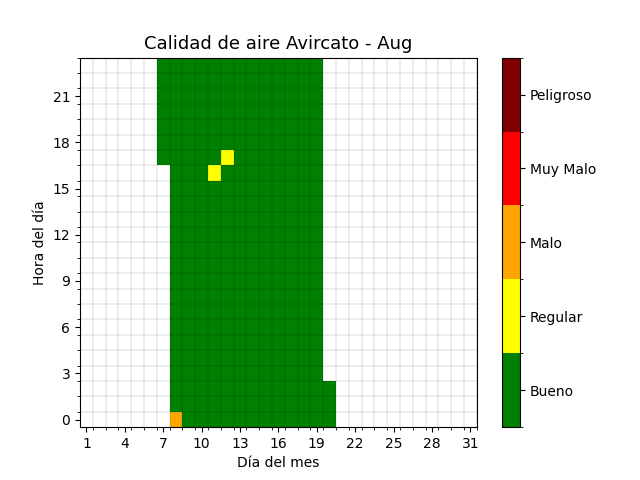 Calidad de aire Avircato - Aug
Hora del día
21
18
15
12
9
6
3
0
1 4 7 10 13 16 19 22 25 28 31
Día del mes
Peligroso
Muy Malo
Malo
Regular
Bueno